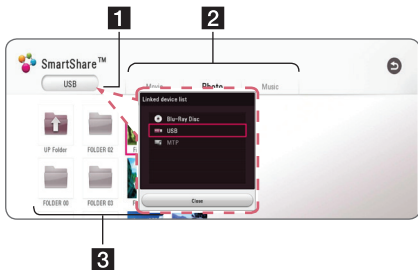 1
2
SmartShare™
USB
Movie Photo Music
Linked device list
Blu-Ray Disc
USB
MTP
UP Folder
FOLDER 02
FOLDER 00
FOLDER 03
Close
3